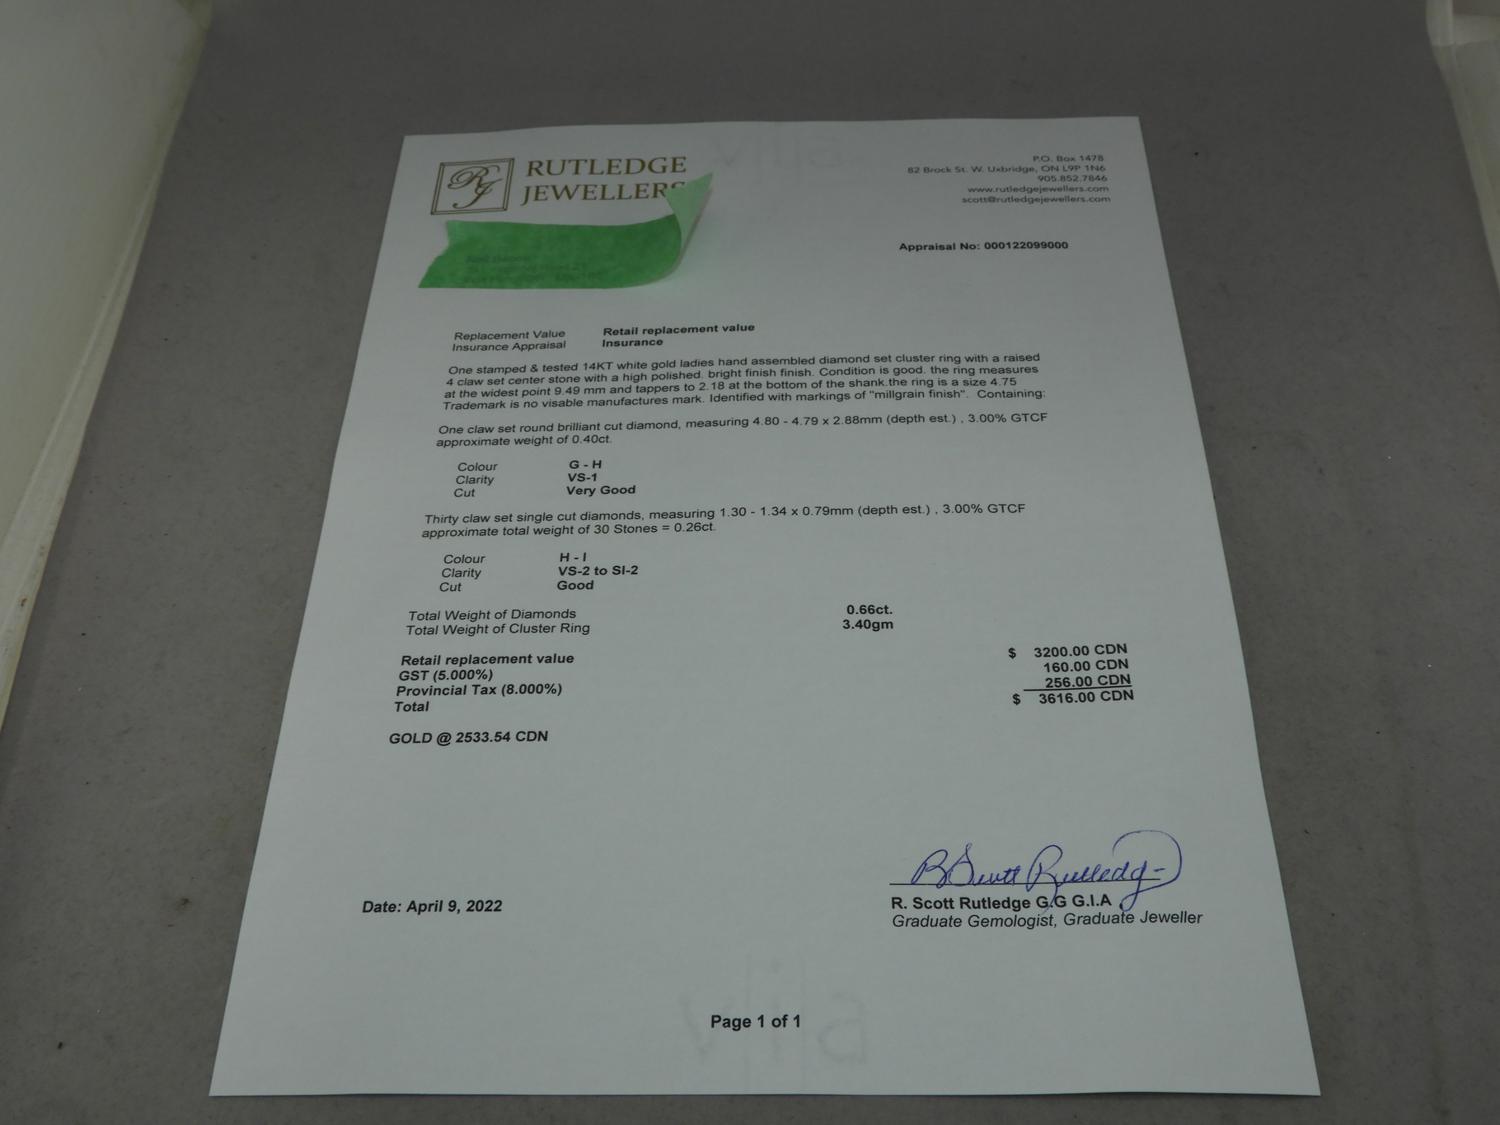 RJ
RUTLEDGE
JEWELLERS
P.O. Box 1478
82 Brock St. W. Uxbridge, ON L9P 1N6
905.852.7846
www.rutledgejewellers.com
scott@rutledgejewellers.com
Appraisal No: 000122099000
Replacement Value Retail replacement value
Insurance Appraisal Insurance
One stamped & tested 14KT white gold ladies hand assembled diamond set cluster ring with a raised
4 claw set center stone with a high polished. bright finish finish. Condition is good. the ring measures
at the widest point 9.49 mm and tappers to 2.18 at the bottom of the shank.the ring is a size 4.75
Trademark is no visable manufactures mark. Identified with markings of "millgrain finish". Containing:
One claw set round brilliant cut diamond, measuring 4.80 - 4.79 x 2.88mm (depth est.) , 3.00% GTCF
approximate weight of 0.40ct.
Colour G - H
Clarity VS-1
Cut Very Good
Thirty claw set single cut diamonds, measuring 1.30 - 1.34 x 0.79mm (depth est.) , 3.00% GTCF
approximate total weight of 30 Stones = 0.26ct.
Colour H - I
Clarity VS-2 to SI-2
Cut Good
Total Weight of Diamonds 0.66ct.
Total Weight of Cluster Ring 3.40gm
Retail replacement value $ 3200.00 CDN
GST (5.000%) 160.00 CDN
Provincial Tax (8.000%) 256.00 CDN
Total $ 3616.00 CDN
GOLD @ 2533.54 CDN
R Scott Rutledge
Date: April 9, 2022
R. Scott Rutledge G.G G.I.A
Graduate Gemologist, Graduate Jeweller
Page 1 of 1